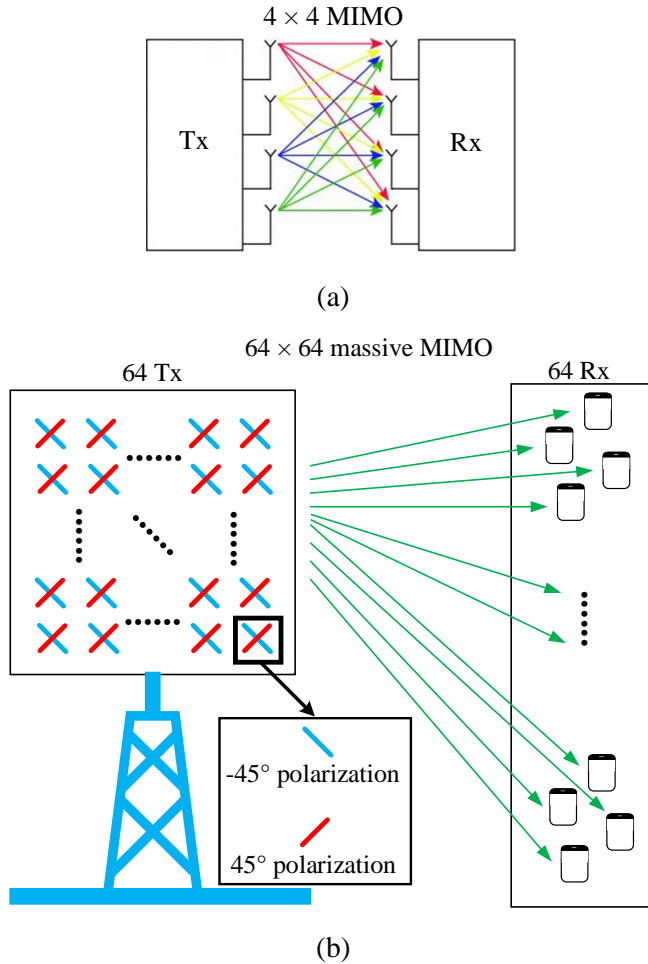 4 × 4 MIMO
Tx
Rx
(a)
64 × 64 massive MIMO
64 Tx
64 Rx
-45° polarization
45° polarization
(b)